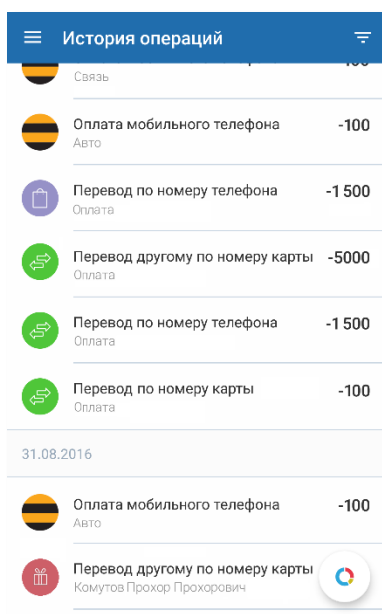 История операций
Связь
Оплата мобильного телефона -100
Авто
Перевод по номеру телефона -1 500
Оплата
Перевод другому по номеру карты -5000
Оплата
Перевод по номеру телефона -1 500
Оплата
Перевод по номеру карты -100
Оплата
31.08.2016
Оплата мобильного телефона -100
Авто
Перевод другому по номеру карты
Комутов Прохор Прохорович